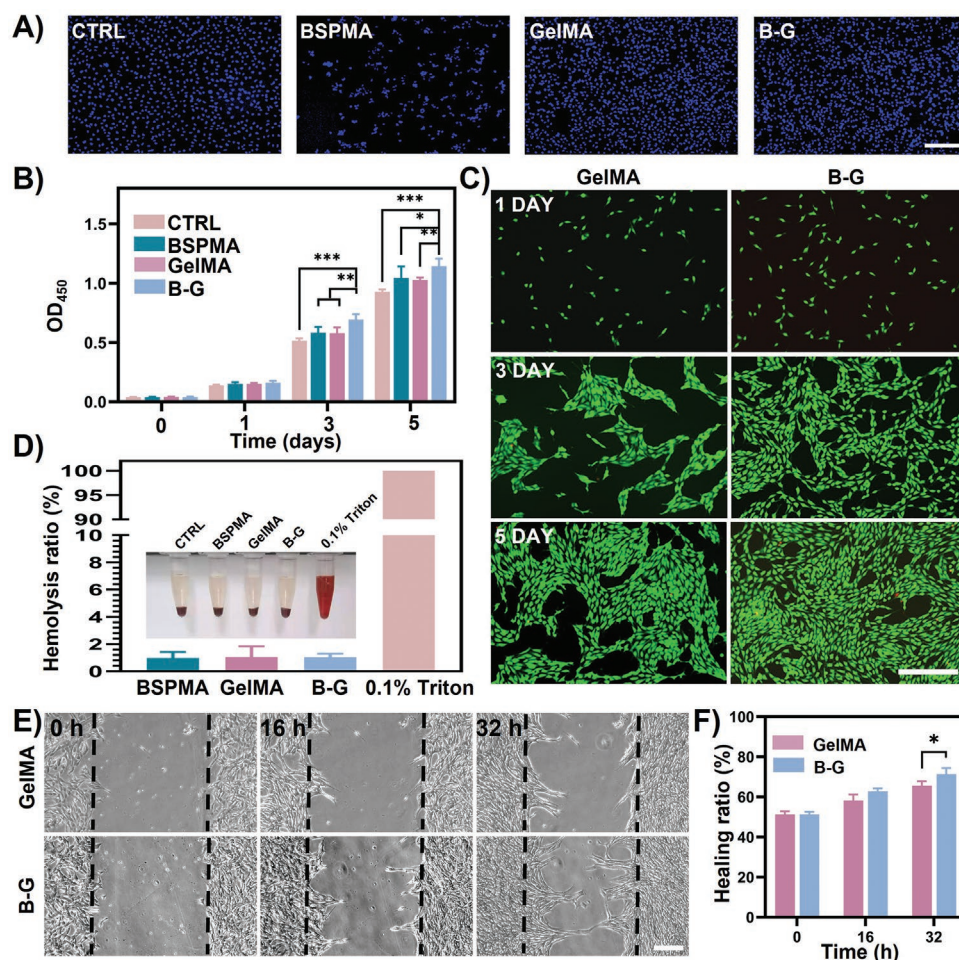 A)
CTRL
BSPMA
GelMA
B-G
B)
OD450
1.5
1.0
0.5
0.0
CTRL
BSPMA
GelMA
B-G
***
**
***
*
**
0
1
3
5
Time (days)
C)
GelMA
B-G
1 DAY
3 DAY
5 DAY
D)
Hemolysis ratio (%)
100
95
90
10
8
6
4
2
0
CTRL
BSPMA
GelMA
B-G
0.1% Triton
BSPMA
GelMA
B-G
0.1% Triton
E)
0 h
16 h
32 h
GelMA
B-G
F)
Healing ratio (%)
100
80
60
40
20
0
GelMA
B-G
*
0
16
32
Time (h)